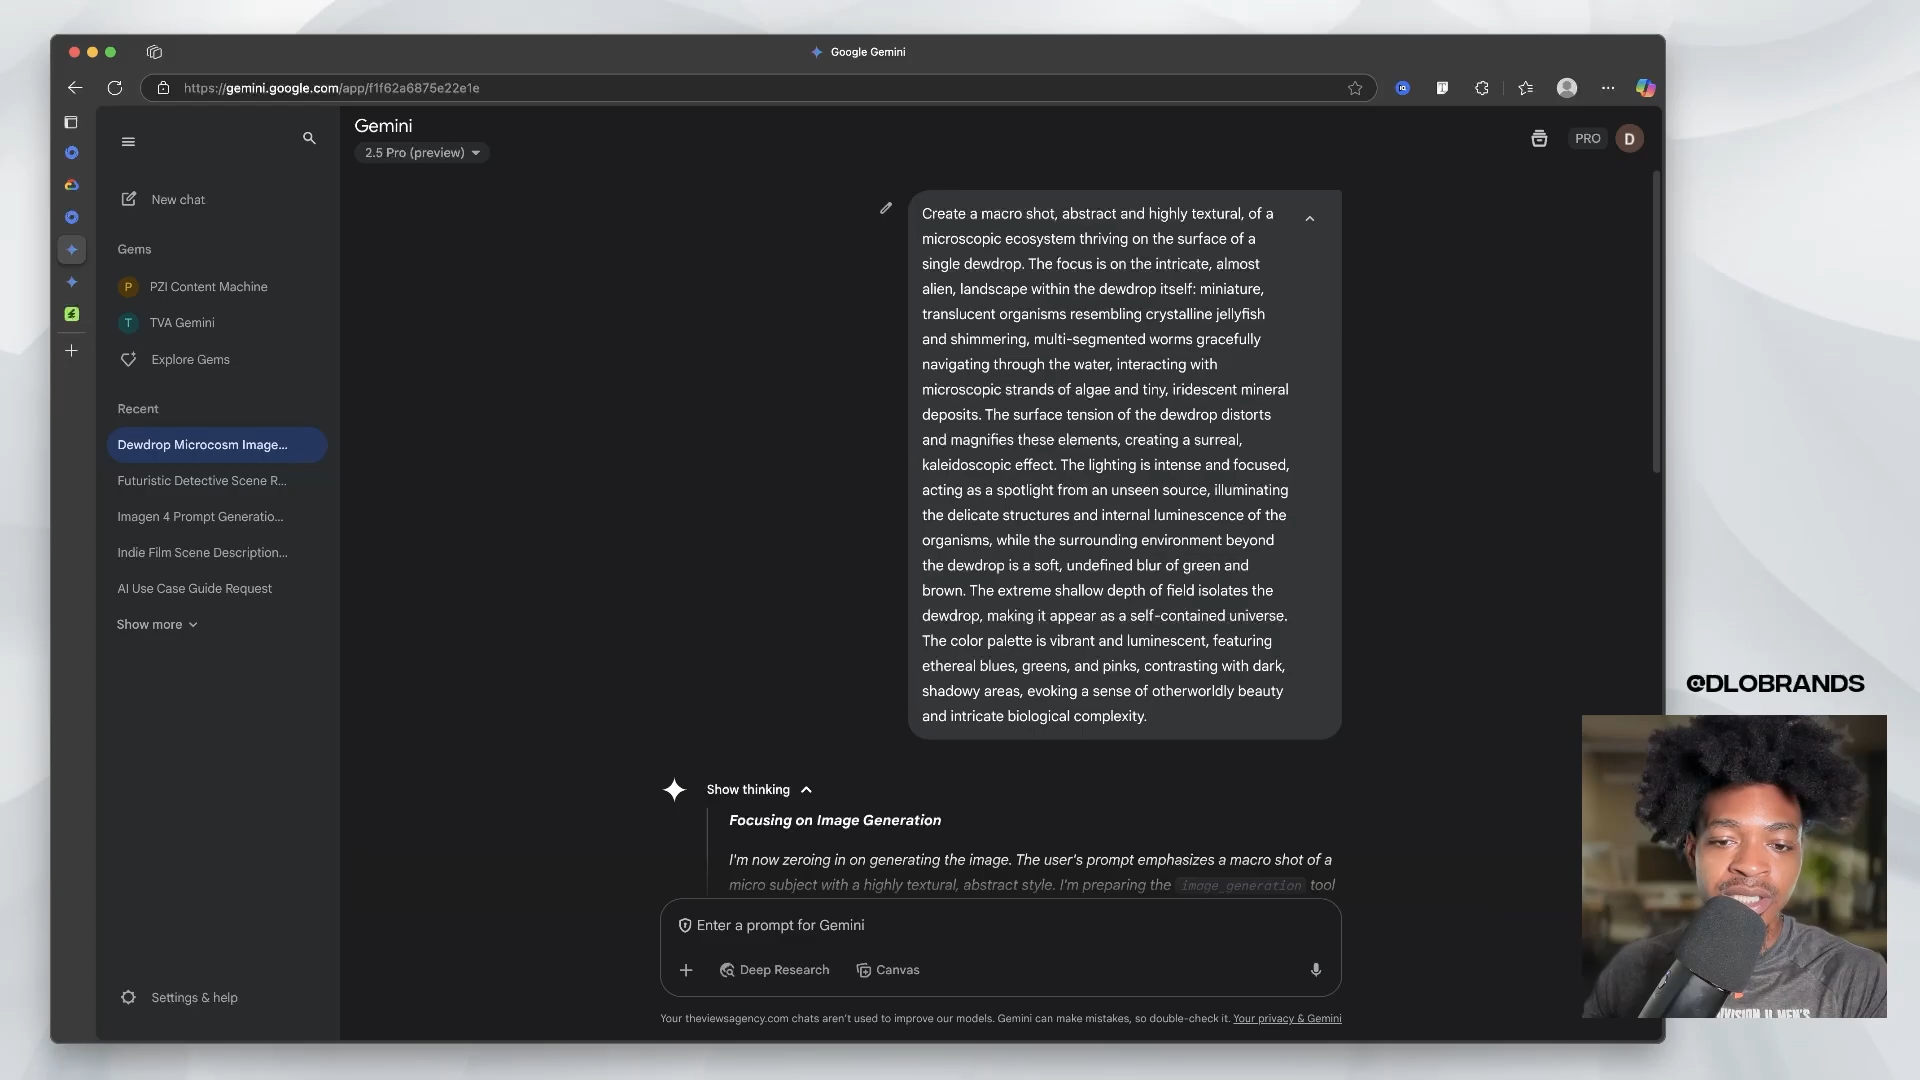 Google Gemini
https://gemini.google.com/app/f1f62a6875e22e1e
Gemini
2.5 Pro (preview)
PRO
D
New chat
Gems
P
PZI Content Machine
T
TVA Gemini
Explore Gems
Recent
Dewdrop Microcosm Image...
Futuristic Detective Scene R...
Imagen 4 Prompt Generatio...
Indie Film Scene Description...
AI Use Case Guide Request
Show more
Settings & help
Create a macro shot, abstract and highly textural, of a
microscopic ecosystem thriving on the surface of a
single dewdrop. The focus is on the intricate, almost
alien, landscape within the dewdrop itself: miniature,
translucent organisms resembling crystalline jellyfish
and shimmering, multi-segmented worms gracefully
navigating through the water, interacting with
microscopic strands of algae and tiny, iridescent mineral
deposits. The surface tension of the dewdrop distorts
and magnifies these elements, creating a surreal,
kaleidoscopic effect. The lighting is intense and focused,
acting as a spotlight from an unseen source, illuminating
the delicate structures and internal luminescence of the
organisms, while the surrounding environment beyond
the dewdrop is a soft, undefined blur of green and
brown. The extreme shallow depth of field isolates the
dewdrop, making it appear as a self-contained universe.
The color palette is vibrant and luminescent, featuring
ethereal blues, greens, and pinks, contrasting with dark,
shadowy areas, evoking a sense of otherworldly beauty
and intricate biological complexity.
Show thinking
Focusing on Image Generation
I'm now zeroing in on generating the image. The user's prompt emphasizes a macro shot of a
micro subject with a highly textural, abstract style. I'm preparing the image_generation tool
Enter a prompt for Gemini
Deep Research
Canvas
Your theviewsagency.com chats aren't used to improve our models. Gemini can make mistakes, so double-check it. Your privacy & Gemini
@DLOBRANDS